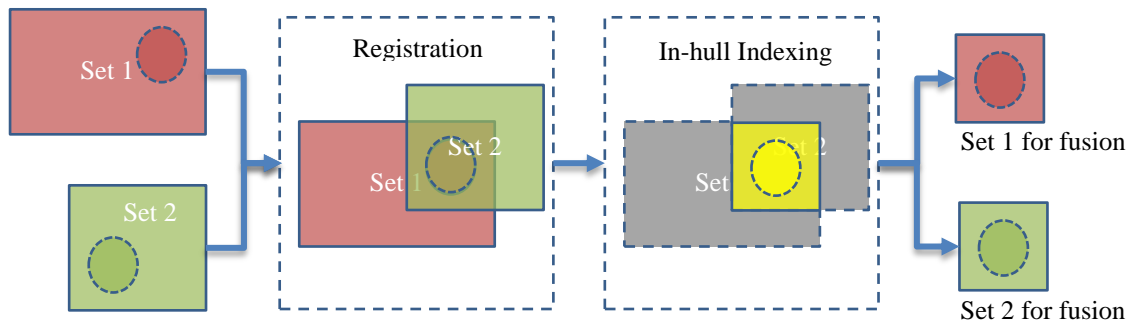 Set 1
Set 2
Registration
Set 1
Set 2
In-hull Indexing
Set
2
Set 1 for fusion
Set 2 for fusion